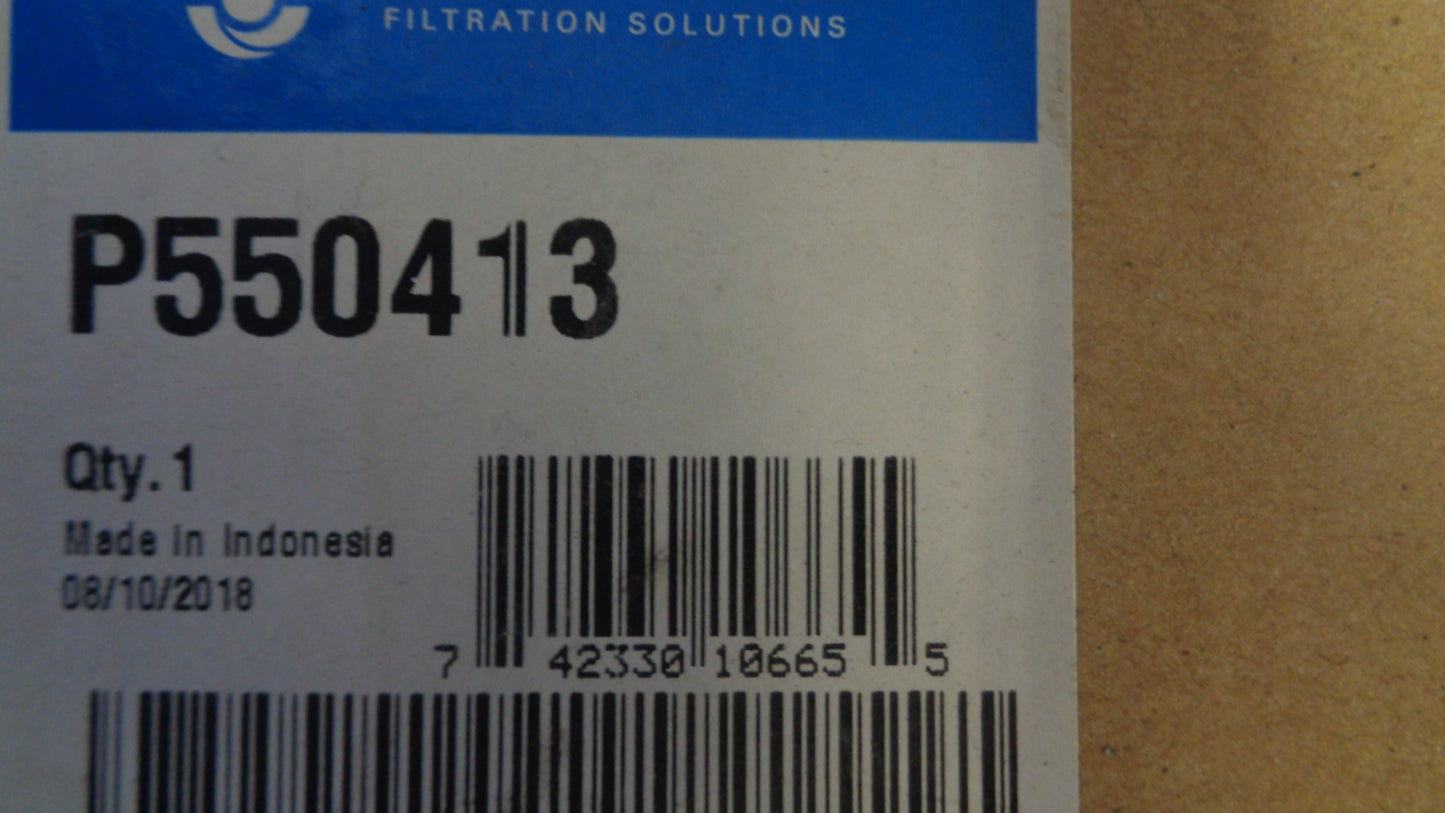 FILTRATION SOLUTIONS
P550413
Qty.1
Made in Indonesia
08/10/2018
7 42330 10665 5